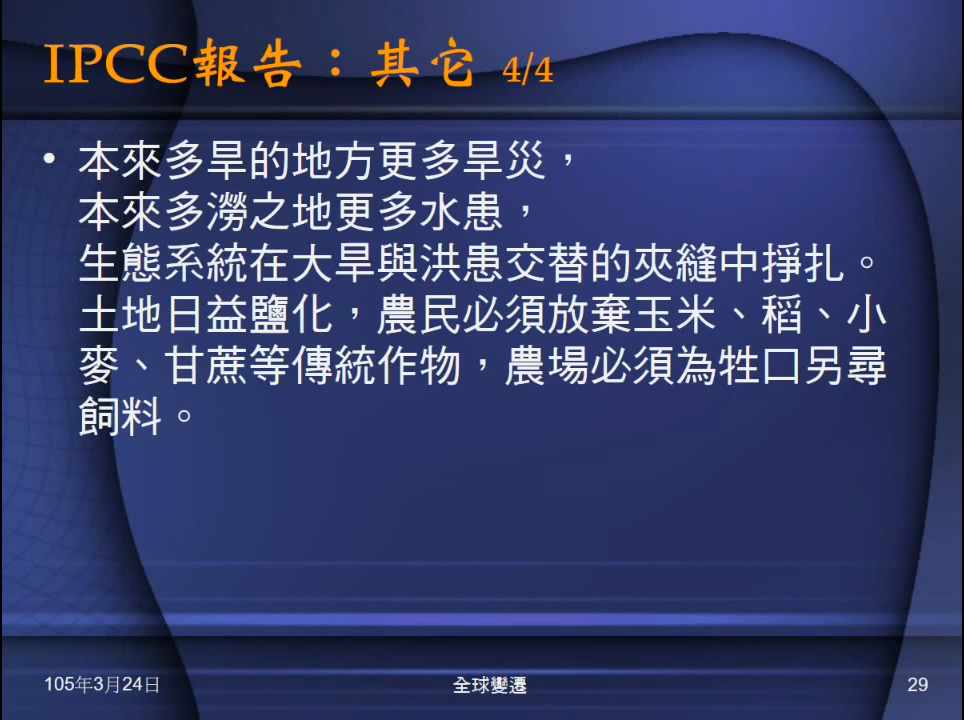 IPCC報告：其它 4/4
• 本來多旱的地方更多旱災，
本來多澇之地更多水患，
生態系統在大旱與洪患交替的夾縫中掙扎。
土地日益鹽化，農民必須放棄玉米、稻、小
麥、甘蔗等傳統作物，農場必須為牲口另尋
飼料。
105年3月24日
全球變遷
29